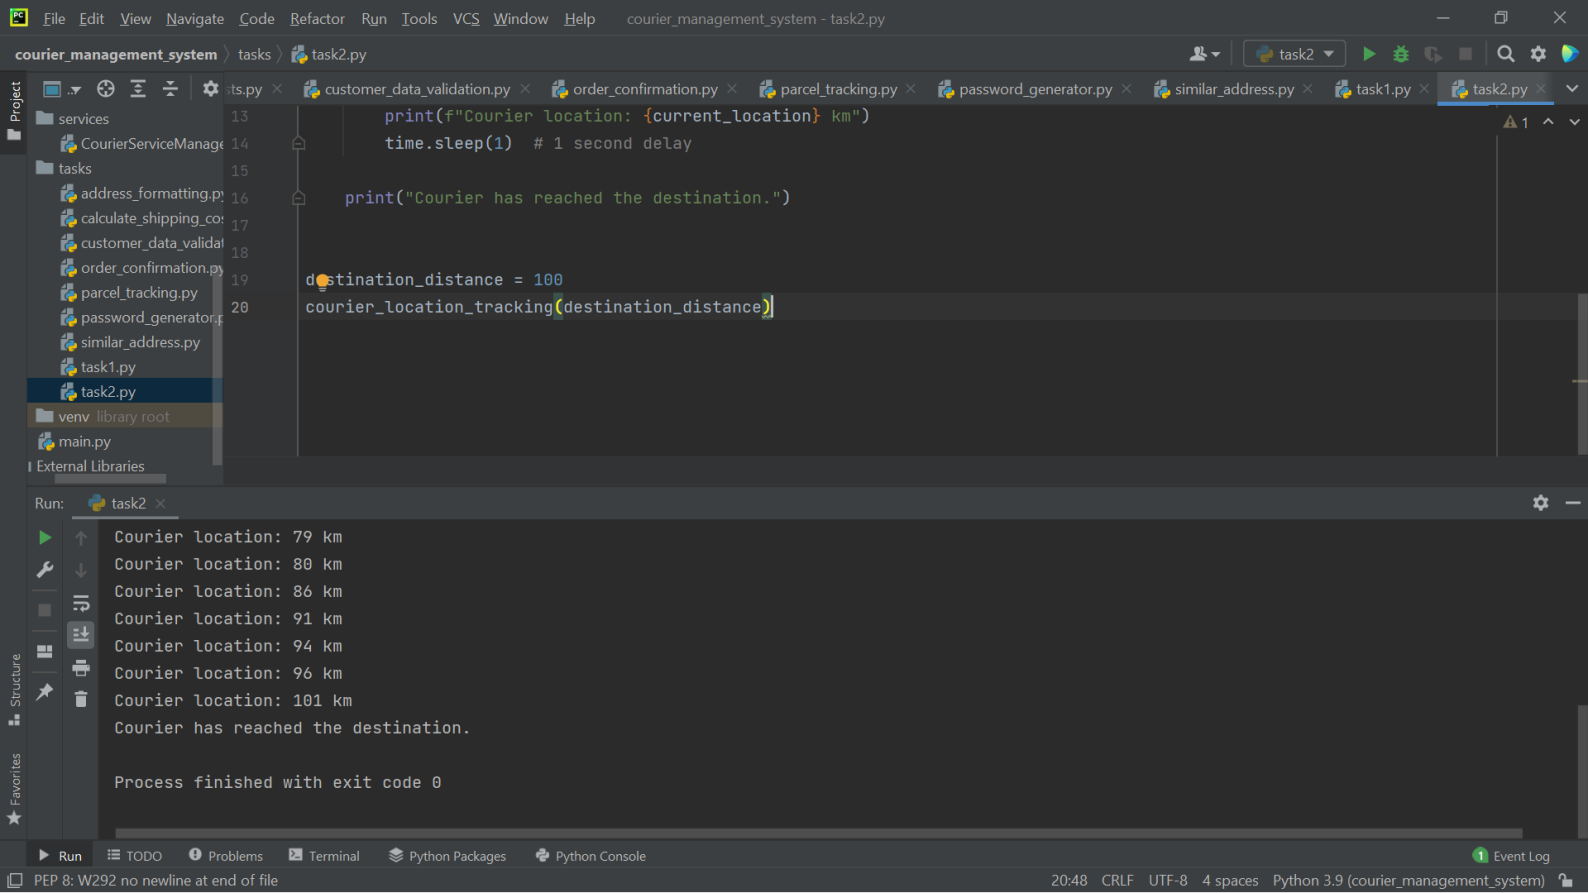 PC File Edit View Navigate Code Refactor Run Tools VCS Window Help courier_management_system - task2.py
courier_management_system tasks task2.py task2
Project
sts.py customer_data_validation.py order_confirmation.py parcel_tracking.py password_generator.py similar_address.py task1.py task2.py
services
CourierServiceManage
tasks
address_formatting.py
calculate_shipping_cos
customer_data_validat
order_confirmation.py
parcel_tracking.py
password_generator.p
similar_address.py
task1.py
task2.py
venv library root
main.py
External Libraries
13 print(f"Courier location: {current_location} km")
14 time.sleep(1) # 1 second delay
15
16 print("Courier has reached the destination.")
17
18
19 destination_distance = 100
20 courier_location_tracking(destination_distance)
1
Run: task2
Courier location: 79 km
Courier location: 80 km
Courier location: 86 km
Courier location: 91 km
Courier location: 94 km
Courier location: 96 km
Courier location: 101 km
Courier has reached the destination.
Process finished with exit code 0
Structure
Favorites
Run TODO Problems Terminal Python Packages Python Console 1 Event Log
PEP 8: W292 no newline at end of file 20:48 CRLF UTF-8 4 spaces Python 3.9 (courier_management_system)